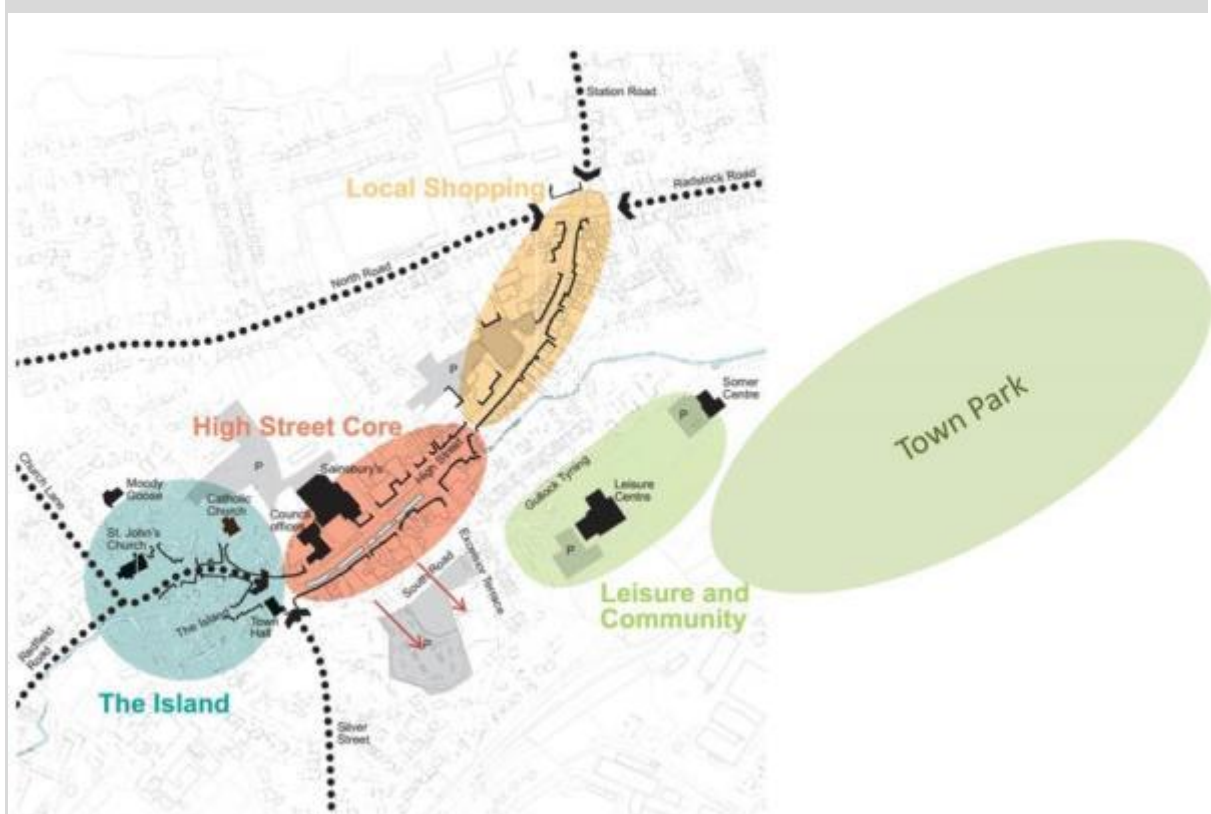 Station Road
Radstock Road
Local Shopping
North Road
P
Somer
Centre
P
Town Park
High Street Core
High Street
Sainsbury's
P
Church Lane
Moody
Goose
Catholic
Church
Council
offices
Gullock Tyning
Leisure
Centre
P
St. John's
Church
South Road
Excelsior Terrace
Leisure and
Community
The Island
Town
Hall
P
Redfield
Road
The Island
Silver
Street